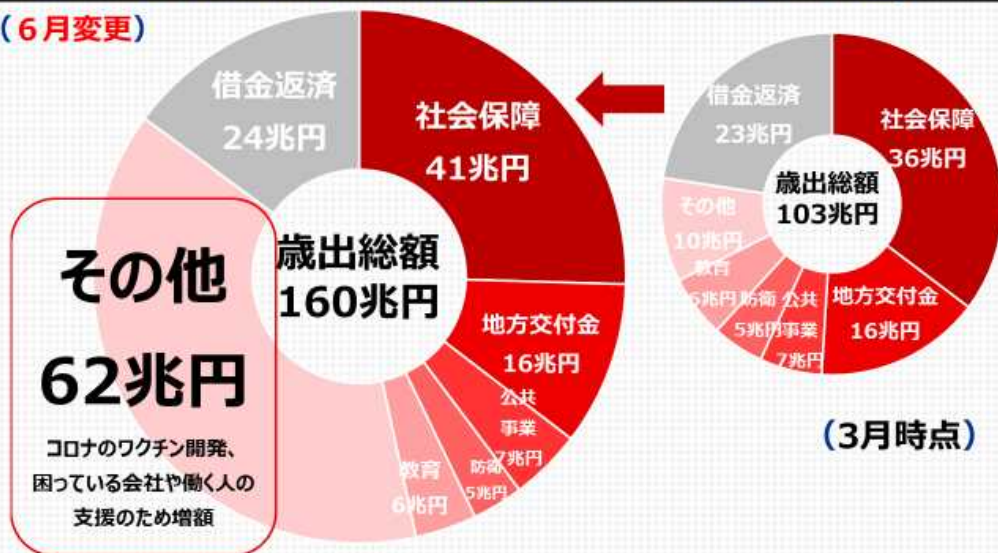 （６月変更）
借金返済
24兆円
社会保障
41兆円
歳出総額
160兆円
地方交付金
16兆円
公共
事業
7兆円
防衛
5兆円
教育
6兆円
その他
62兆円
コロナのワクチン開発、
困っている会社や働く人の
支援のため増額
借金返済
23兆円
社会保障
36兆円
歳出総額
103兆円
その他
10兆円
教育
5兆円
防衛
5兆円
公共
事業
7兆円
地方交付金
16兆円
（3月時点）